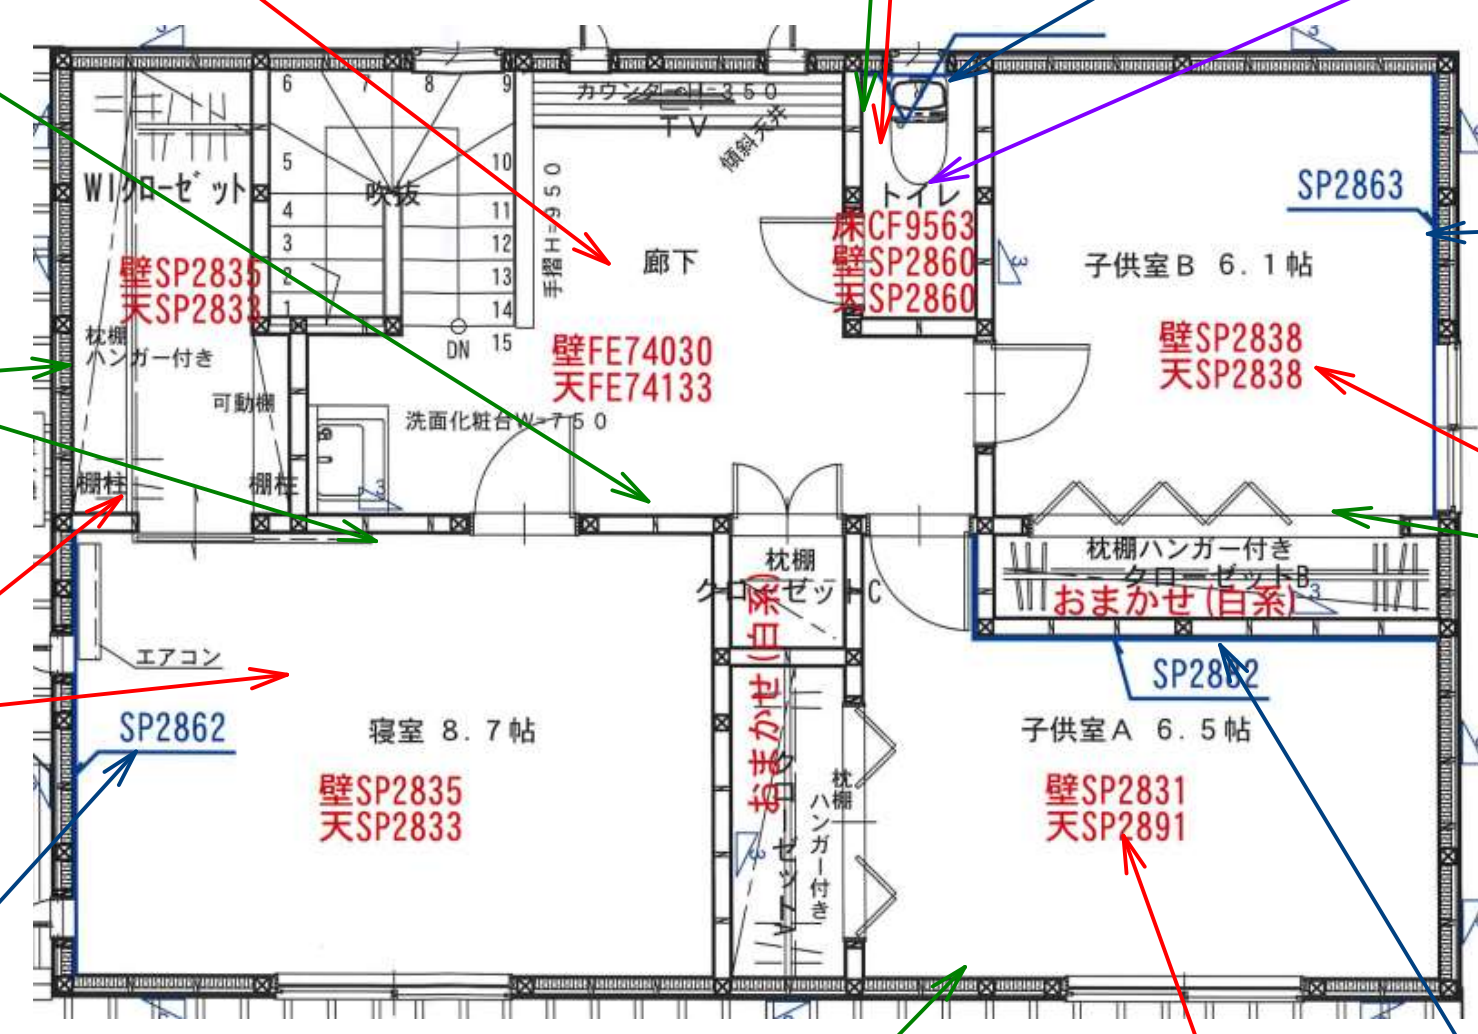 6
7
8
9
カウンターH=350
TV
傾斜天井
5
10
WIクローゼット
吹抜
手摺H=950
トイレ
SP2863
4
11
3
12
2
13
1
14
15
DN
床CF9563
壁SP2860
天SP2860
3
3
壁SP2835
天SP2833
廊下
子供室B 6.1帖
枕棚
ハンガー付き
壁FE74030
天FE74133
壁SP2838
天SP2838
可動棚
洗面化粧台W=750
棚柱
棚柱
3
枕棚
クローゼットC
おまかせ(白系)
枕棚ハンガー付き
クローゼットB
おまかせ(白系)
3
エアコン
SP2862
SP2862
寝室 8.7帖
子供室A 6.5帖
壁SP2835
天SP2833
枕棚
ハンガー付き
クローゼットA
3
壁SP2831
天SP2891